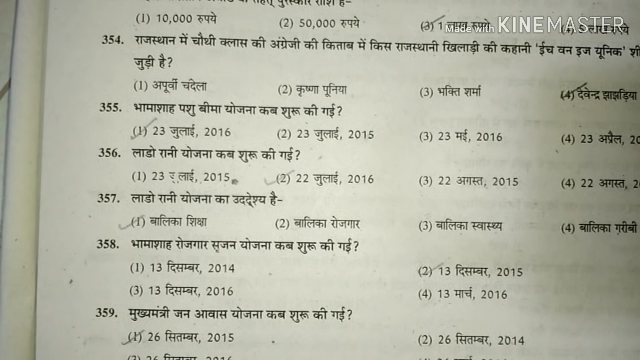 (1) 10,000 रुपये (2) 50,000 रुपये (3) 1 लाख रुपये
Made With KINEMASTER
354. राजस्थान में चौथी क्लास की अंग्रेजी की किताब में किस राजस्थानी खिलाड़ी की कहानी 'ईच वन इज यूनिक'
जुड़ी है?
(1) अपूर्वी चंदेला (2) कृष्णा पूनिया (3) भक्ति शर्मा (4) देवेन्द्र झाझड़िया
355. भामाशाह पशु बीमा योजना कब शुरू की गई?
(1) 23 जुलाई, 2016 (2) 23 जुलाई, 2015 (3) 23 मई, 2016 (4) 23 अप्रैल,
356. लाडो रानी योजना कब शुरू की गई?
(1) 23 जुलाई, 2015 (2) 22 जुलाई, 2016 (3) 22 अगस्त, 2015 (4) 22 अगस्त,
357. लाडो रानी योजना का उद्देश्य है-
(1) बालिका शिक्षा (2) बालिका रोजगार (3) बालिका स्वास्थ्य (4) बालिका ग़रीबी
358. भामाशाह रोजगार सृजन योजना कब शुरू की गई?
(1) 13 दिसम्बर, 2014 (2) 13 दिसम्बर, 2015
(3) 13 दिसम्बर, 2016 (4) 13 मार्च, 2016
359. मुख्यमंत्री जन आवास योजना कब शुरू की गई?
(1) 26 सितम्बर, 2015 (2) 26 सितम्बर, 2014